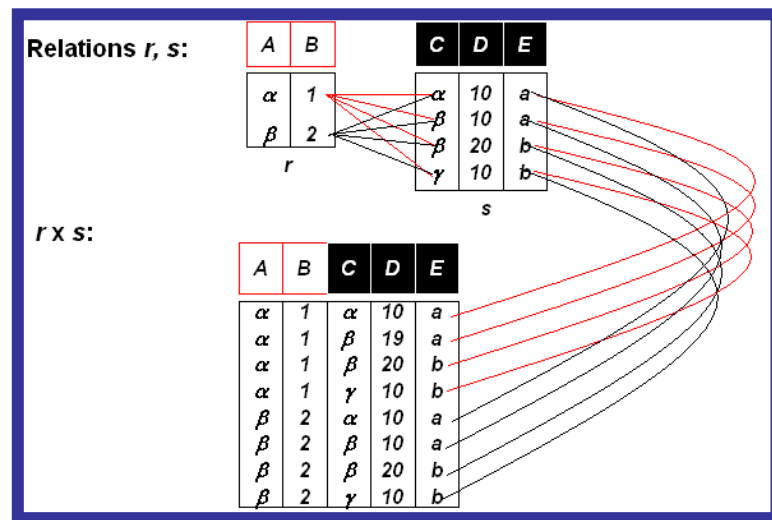 Relations r, s:
A B
C D E
α 1
β 2
r
α 10 a
β 10 a
β 20 b
γ 10 b
s
r x s:
A B C D E
α 1 α 10 a
α 1 β 19 a
α 1 β 20 b
α 1 γ 10 b
β 2 α 10 a
β 2 β 10 a
β 2 β 20 b
β 2 γ 10 b